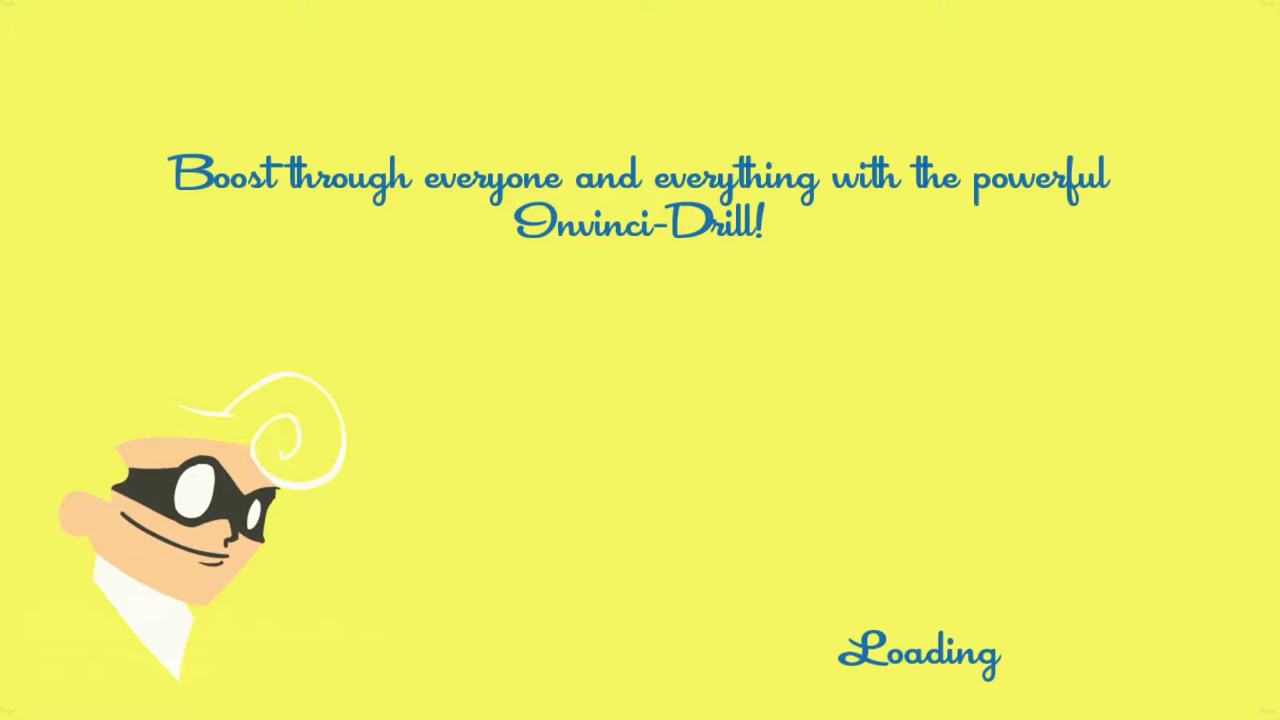 Boost through everyone and everything with the powerful
Invinci-Drill!
Loading